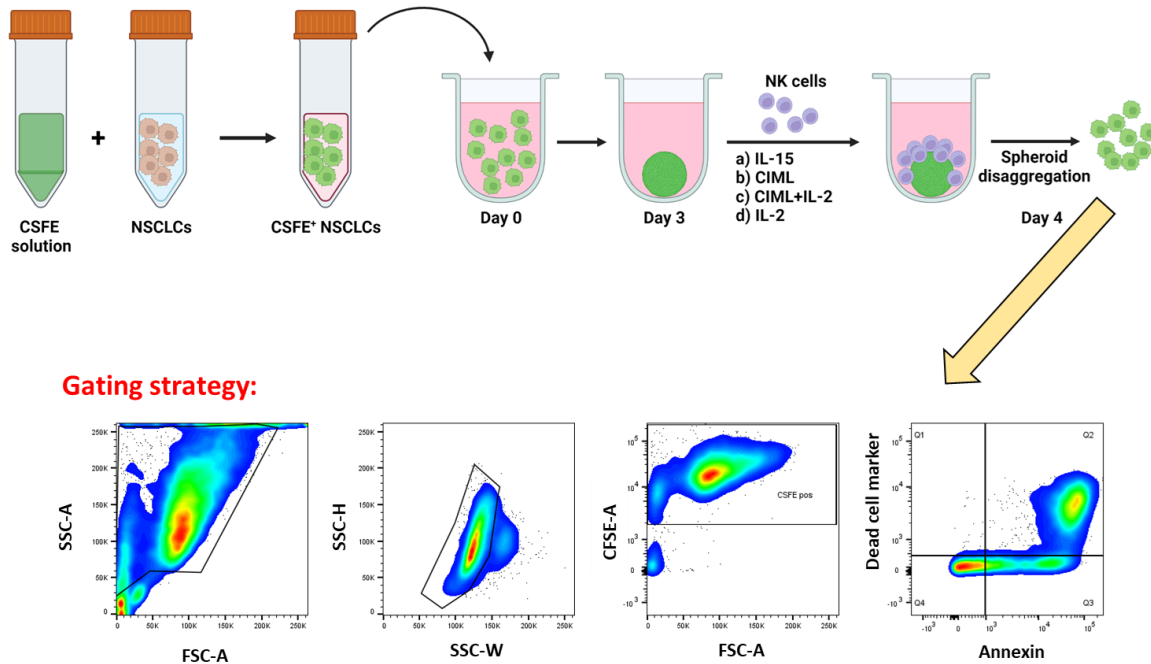 CSFE
solution
+
NSCLCs
CSFE⁺ NSCLCs
Day 0
Day 3
NK cells
a) IL-15
b) CIML
c) CIML+IL-2
d) IL-2
Spheroid
disaggregation
Day 4
Gating strategy:
SSC-A
250K
200K
150K
100K
50K
0
0
50K
100K
150K
200K
250K
FSC-A
SSC-H
250K
200K
150K
100K
50K
0
0
50K
100K
150K
200K
250K
SSC-W
CFSE-A
10⁵
10⁴
10³
0
-10³
CSFE pos
0
50K
100K
150K
200K
250K
FSC-A
Dead cell marker
Q1
Q2
10⁵
10⁴
10³
0
-10³
Q4
Q3
-10³
0
10³
10⁴
10⁵
Annexin